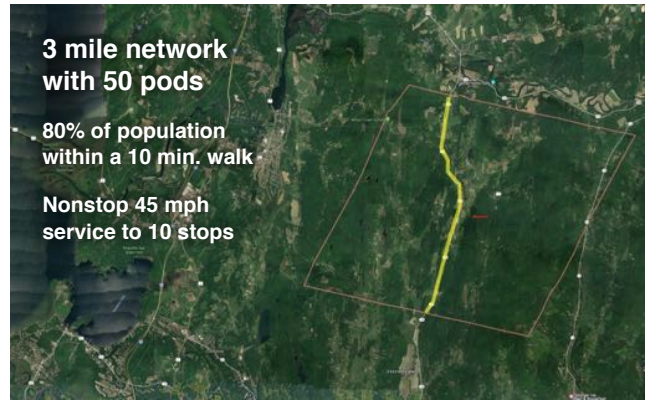 3 mile network
with 50 pods
80% of population
within a 10 min. walk
Nonstop 45 mph
service to 10 stops